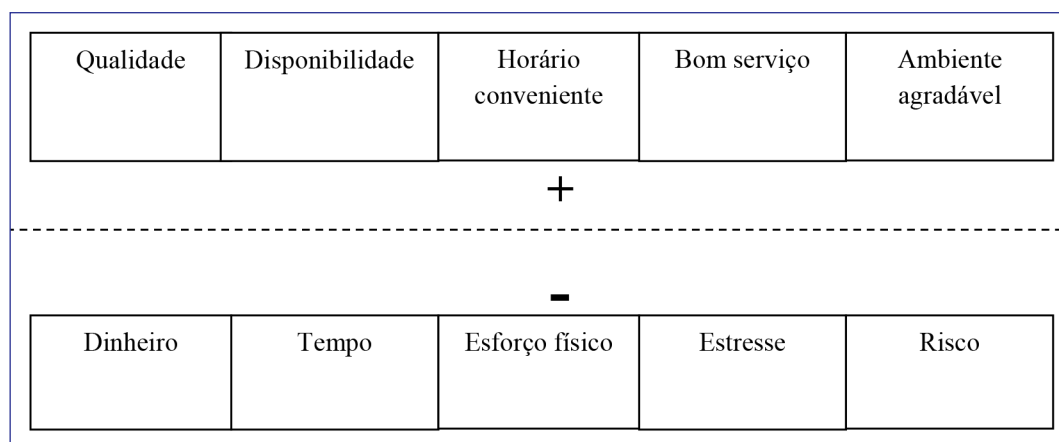 Qualidade
Disponibilidade
Horário
conveniente
Bom serviço
Ambiente
agradável
+
-
Dinheiro
Tempo
Esforço físico
Estresse
Risco